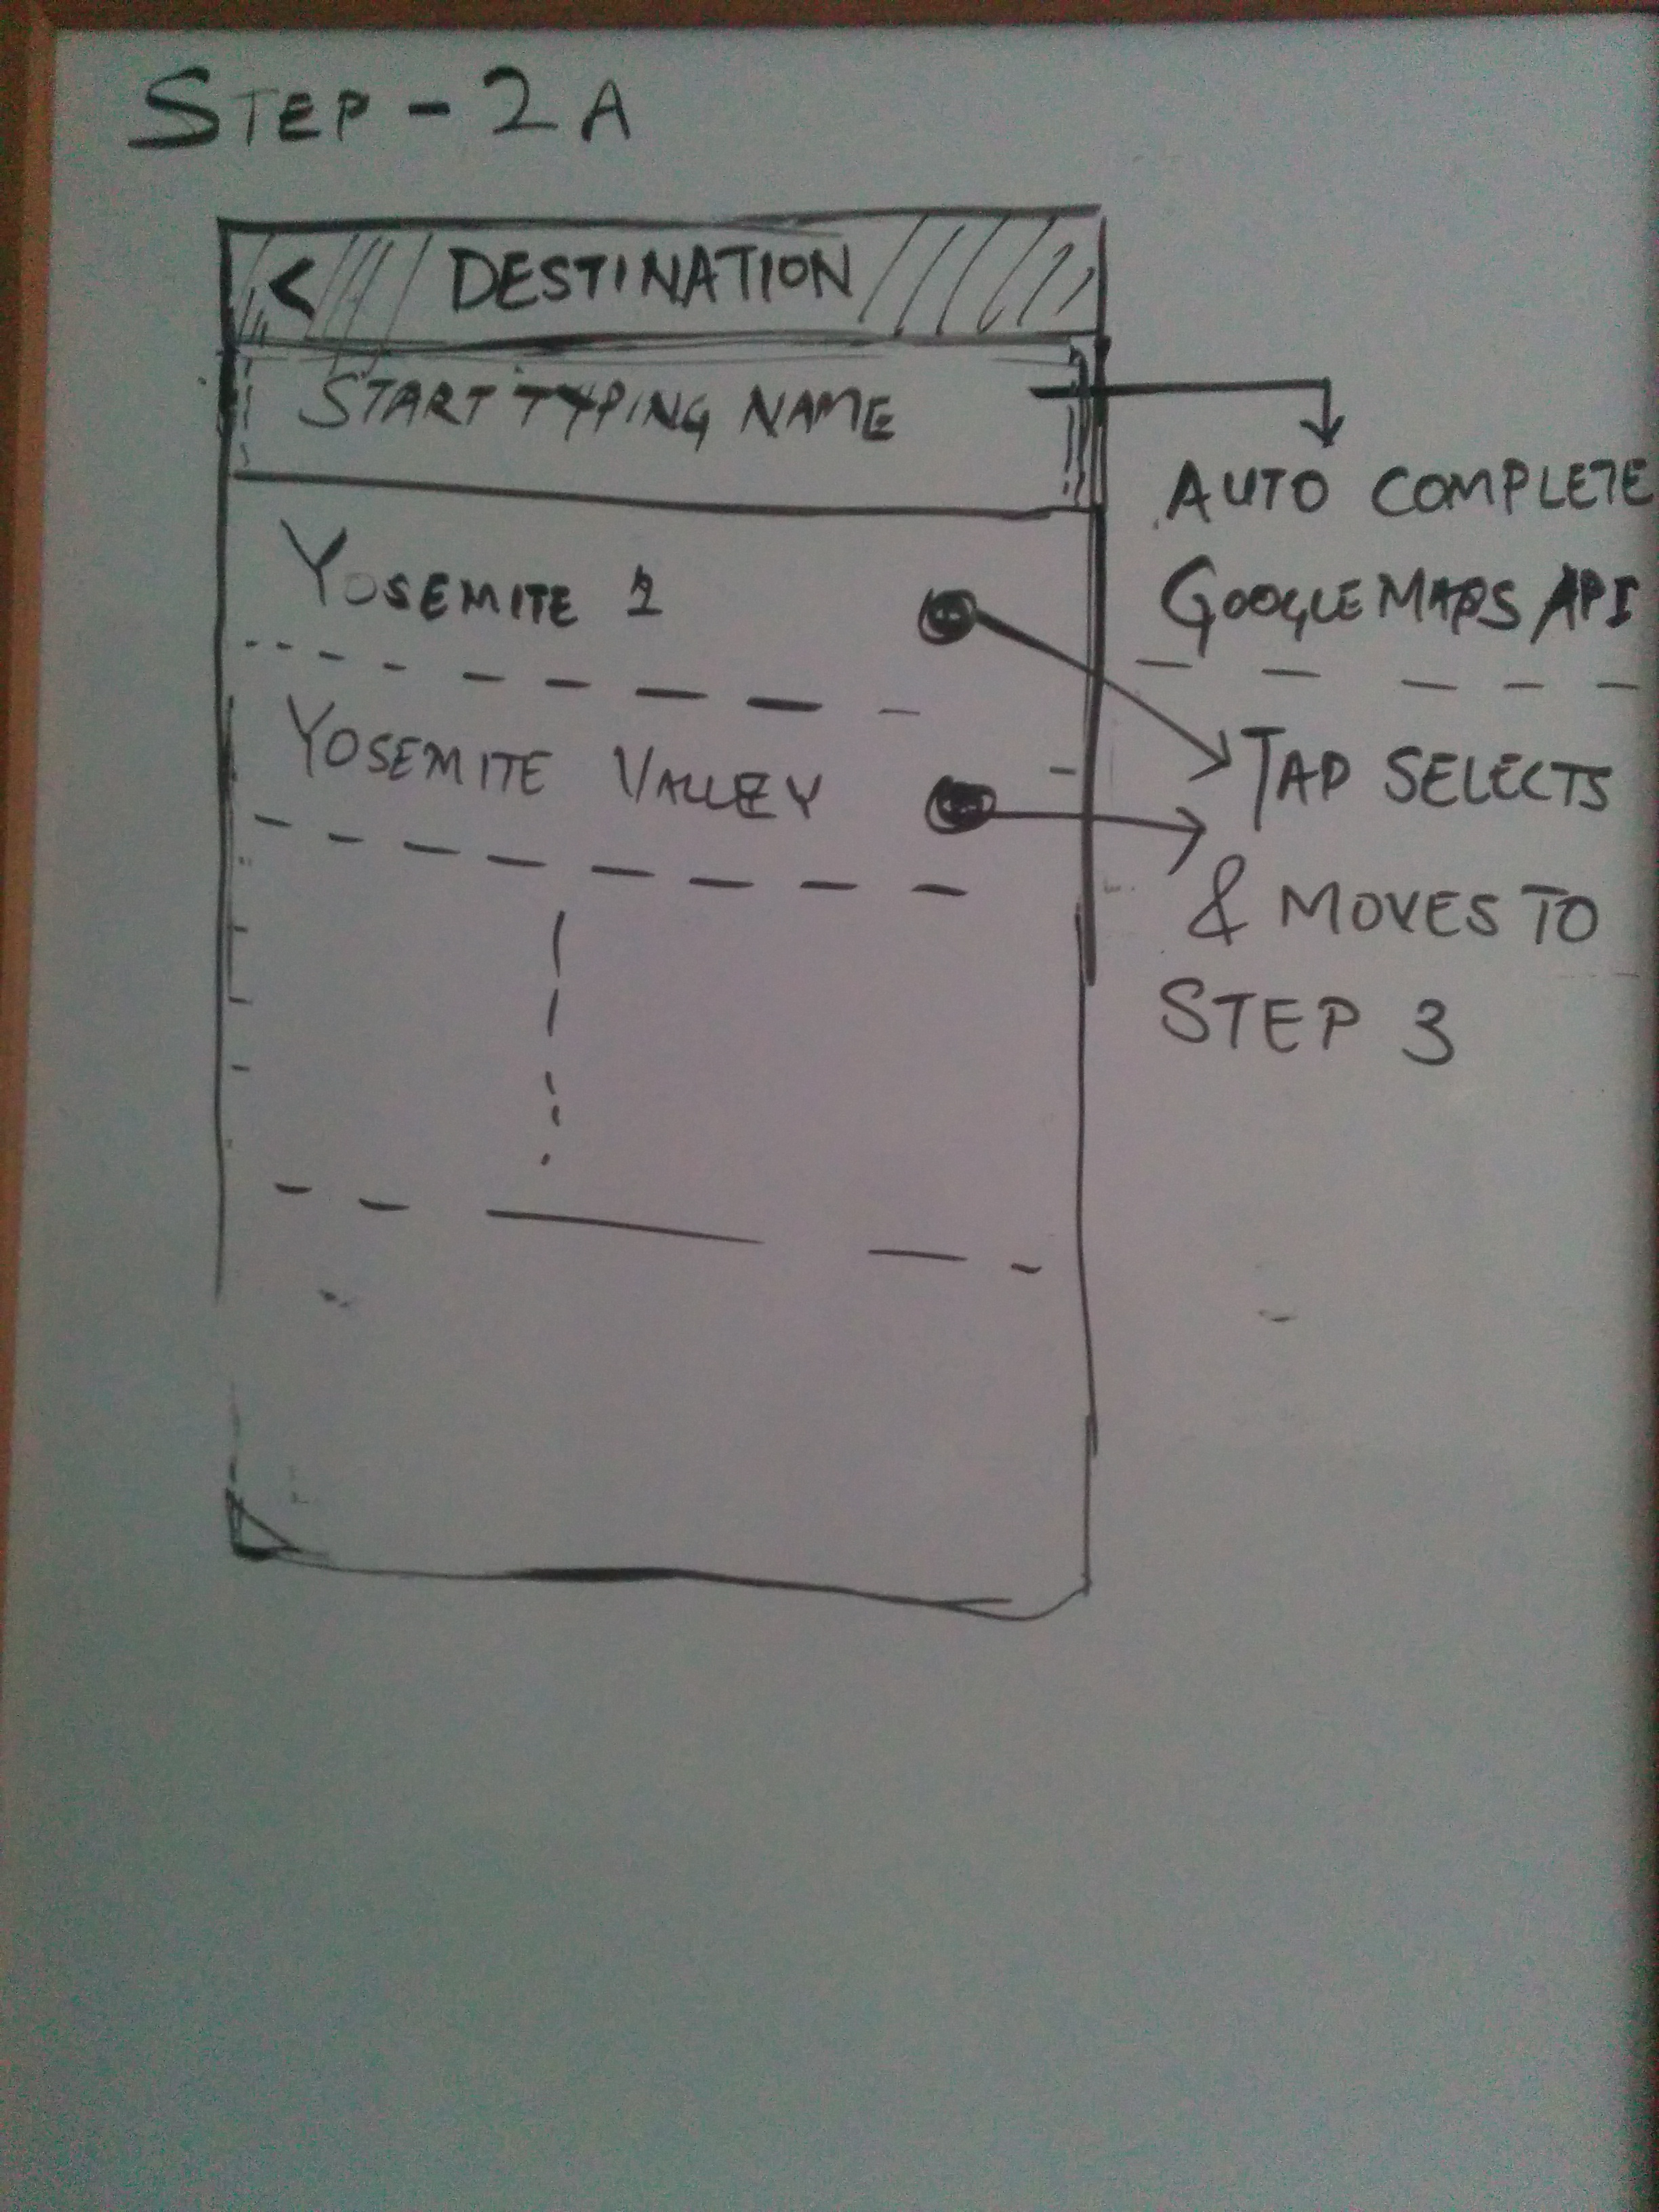 STEP - 2A
< DESTINATION
START TYPING NAME
AUTO COMPLETE
GOOGLE MAPS API
YOSEMITE 1
YOSEMITE VALLEY
TAP SELECTS
& MOVES TO
STEP 3